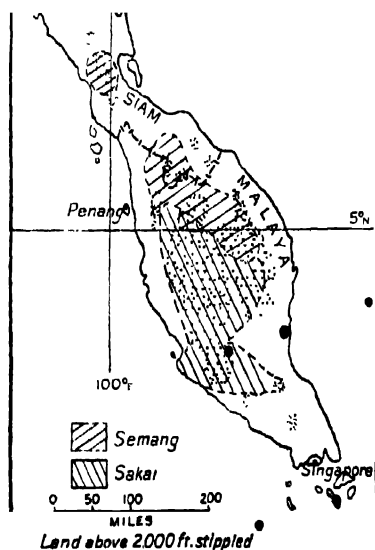 SIAM
MALAYA
Penang
5°N
100°E
Semang
Sakai
Singapore
0 50 100 200
MILES
Land above 2,000 ft. stippled